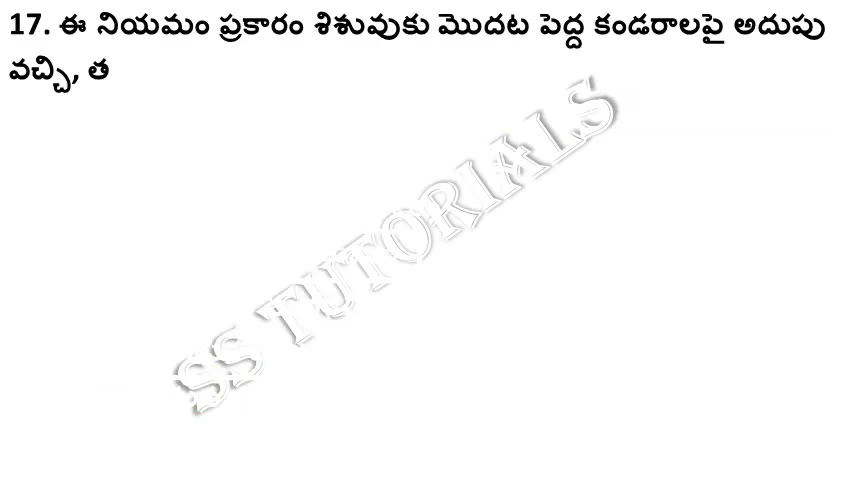 17. ఈ నియమం ప్రకారం శిశువుకు మొదట పెద్ద కండరాలపై అదుపు
వచ్చి, త
SS TUTORIALS